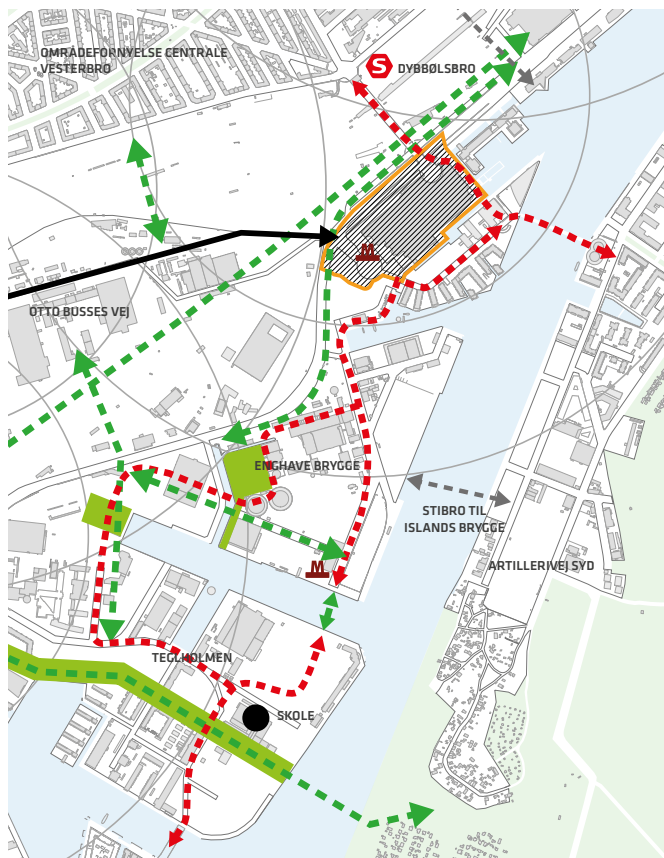 OMRÅDEFORNYELSE CENTRALE
VESTERBRO
S
DYBBØLSBRO
M
OTTO BUSSES VEJ
ENGHAVE BRYGGE
STIBRO TIL
ISLANDS BRYGGE
M
ARTILLERIVEJ SYD
TEGLHOLMEN
SKOLE